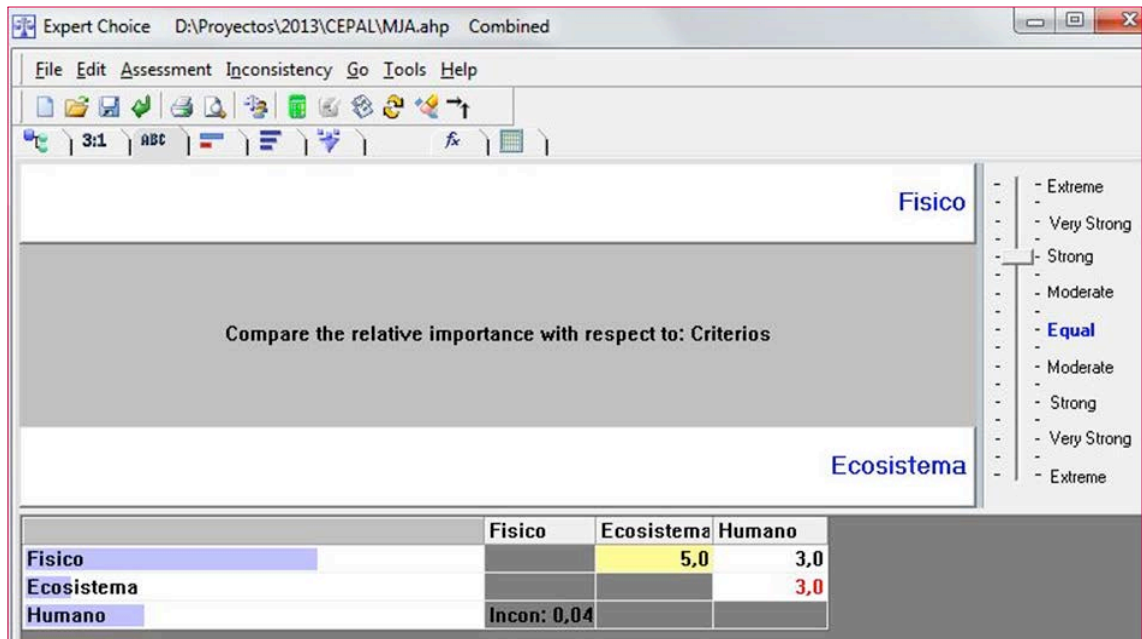 Expert Choice D:\Proyectos\2013\CEPAL\MJA.ahp Combined
File Edit Assessment Inconsistency Go Tools Help
3:1 ABC fx
Fisico
Compare the relative importance with respect to: Criterios
Ecosistema
Extreme
Very Strong
Strong
Moderate
Equal
Moderate
Strong
Very Strong
Extreme
Fisico Ecosistema Humano
Fisico 5,0 3,0
Ecosistema 3,0
Humano Incon: 0,04